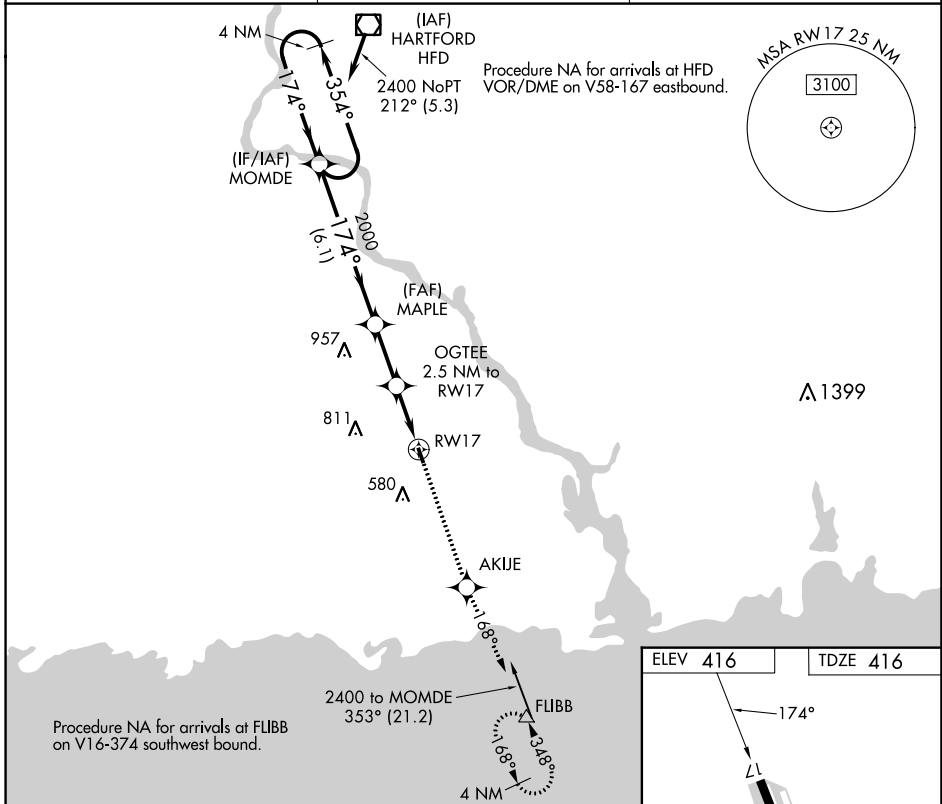 4 NM
(IAF)
HARTFORD
HFD
2400 NoPT
212° (5.3)
Procedure NA for arrivals at HFD
VOR/DME on V58-167 eastbound.
MSA RW17 25 NM
3100
174°
354°
(IF/IAF)
MOMDE
2000
174°
(6.1)
(FAF)
MAPLE
957
OGTEE
2.5 NM to
RW17
1399
811
RW17
580
AKIJE
168°
2400 to MOMDE
353° (21.2)
FLIBB
Procedure NA for arrivals at FLIBB
on V16-374 southwest bound.
168°
348°
4 NM
ELEV 416
TDZE 416
174°
17